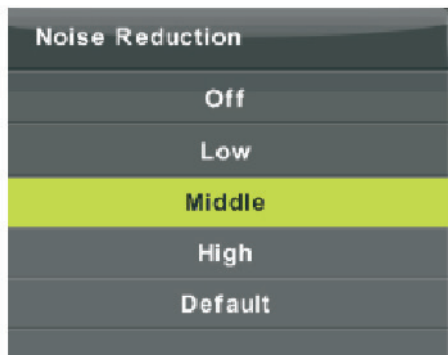 Noise Reduction
Off
Low
Middle
High
Default